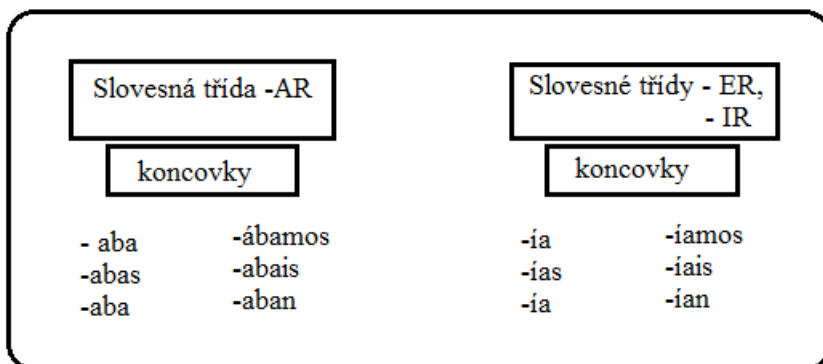 Slovesná třída -AR
koncovky
- aba
-abas
-aba
-ábamos
-abais
-aban
Slovesné třídy - ER,
- IR
koncovky
-ía
-ías
-ía
-íamos
-íais
-ían